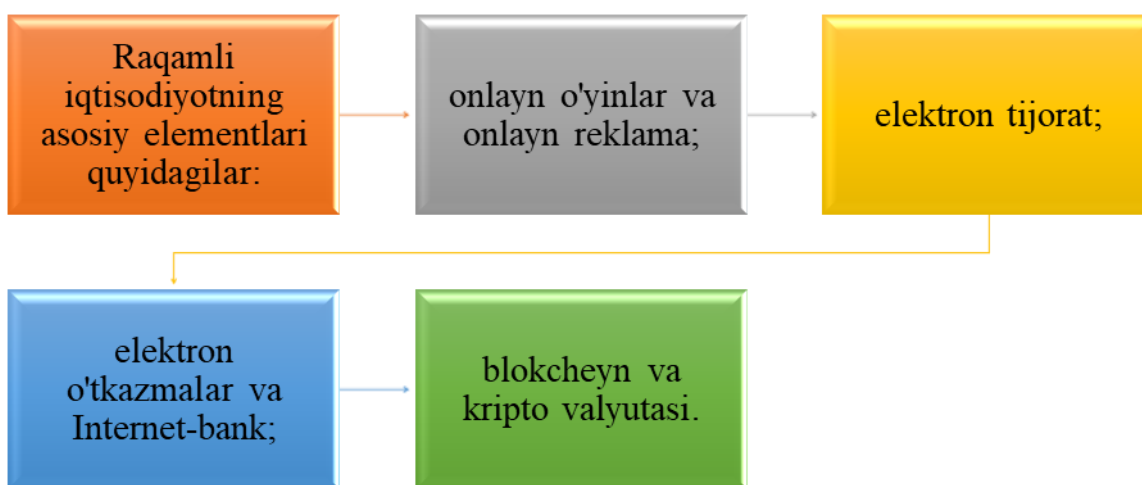 Raqamli
iqtisodiyotning
asosiy elementlari
quyidagilar:
onlayn o'yinlar va
onlayn reklama;
elektron tijorat;
elektron
o'tkazmalar va
Internet-bank;
blokcheyn va
kripto valyutasi.